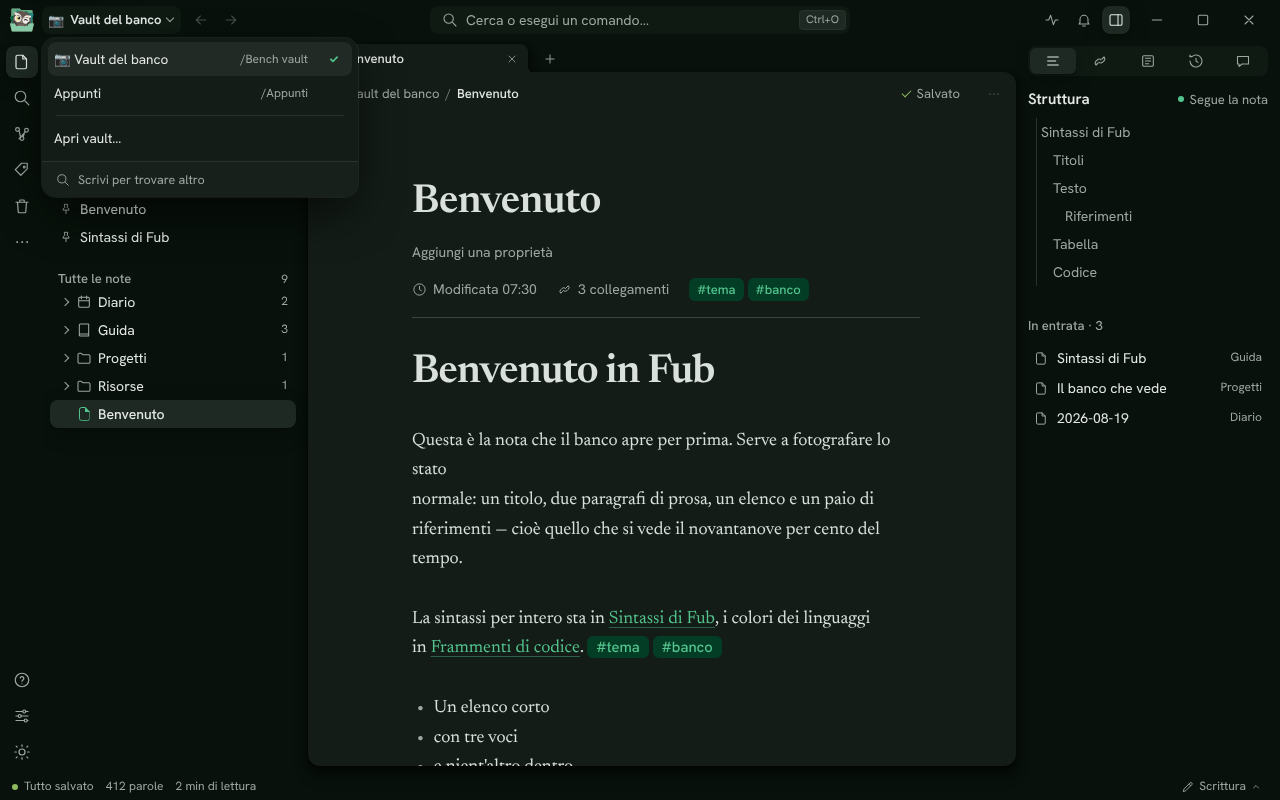 Vault del banco
Cerca o esegui un comando…
Ctrl+O
Vault del banco
/Bench vault
Appunti
/Appunti
Apri vault…
Scrivi per trovare altro
Benvenuto
Sintassi di Fub
Tutte le note
9
Diario
2
Guida
3
Progetti
1
Risorse
1
Benvenuto
nvenuto
ault del banco / Benvenuto
Salvato
Benvenuto
Aggiungi una proprietà
Modificata 07:30
3 collegamenti
#tema
#banco
Benvenuto in Fub
Questa è la nota che il banco apre per prima. Serve a fotografare lo
stato
normale: un titolo, due paragrafi di prosa, un elenco e un paio di
riferimenti — cioè quello che si vede il novantanove per cento del
tempo.
La sintassi per intero sta in Sintassi di Fub, i colori dei linguaggi
in Frammenti di codice. #tema #banco
• Un elenco corto
• con tre voci
• e nient'altro dentro
Struttura
Segue la nota
Sintassi di Fub
Titoli
Testo
Riferimenti
Tabella
Codice
In entrata · 3
Sintassi di Fub
Guida
Il banco che vede
Progetti
2026-08-19
Diario
Tutto salvato
412 parole
2 min di lettura
Scrittura